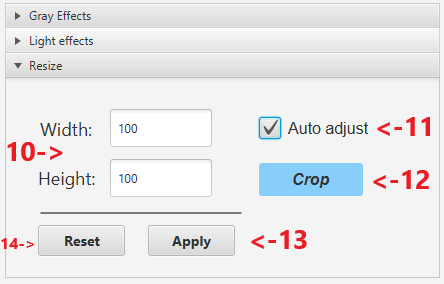 Gray Effects
Light effects
Resize
Width: 100 Auto adjust <-11
10->
Height: 100 Crop <-12
14-> Reset Apply <-13